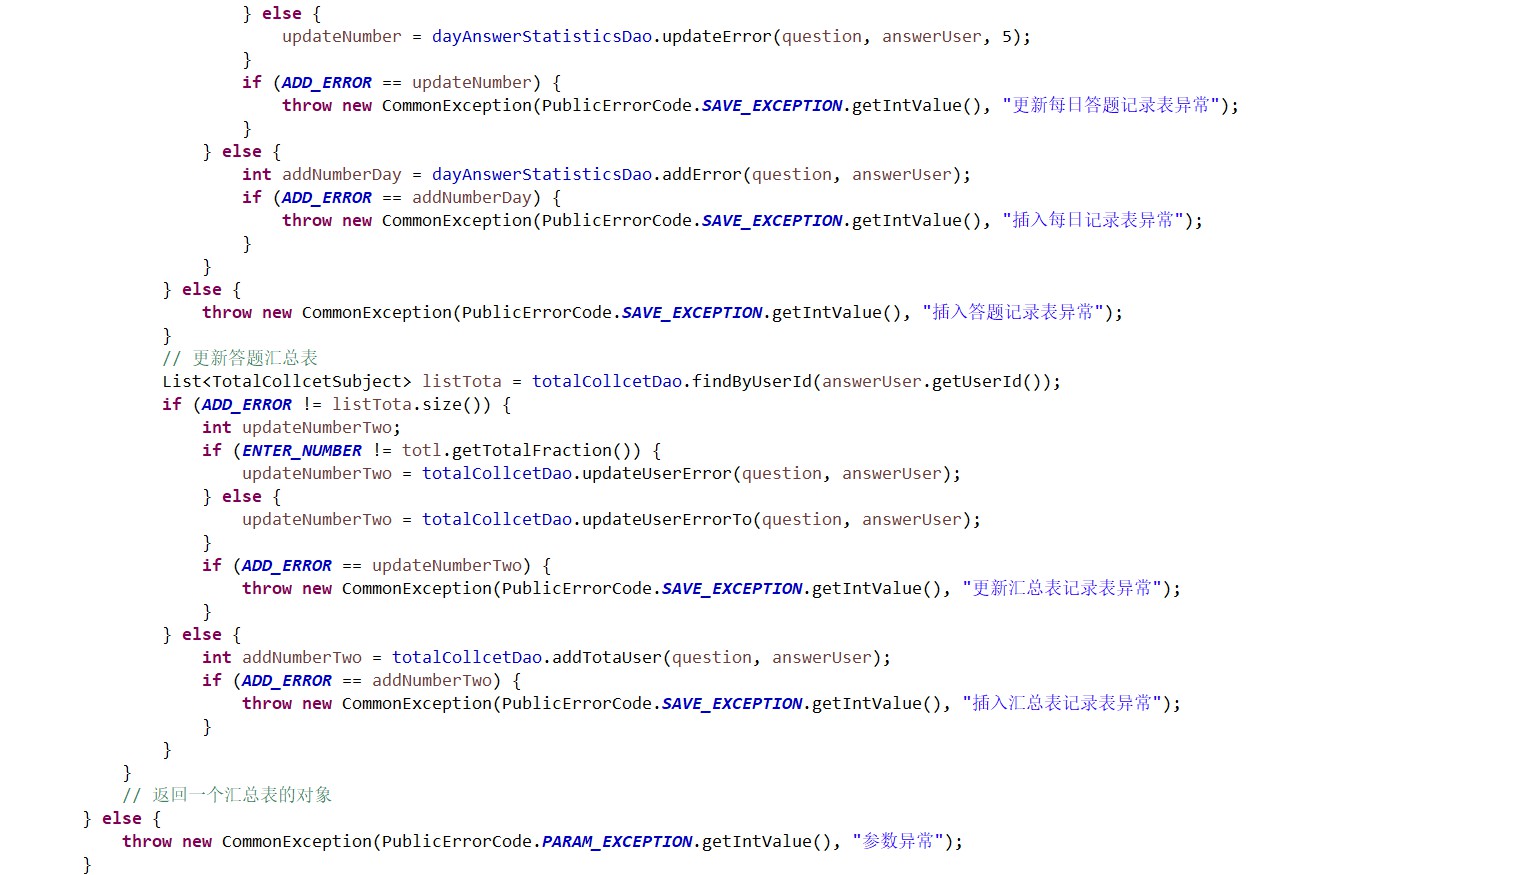 } else {
updateNumber = dayAnswerStatisticsDao.updateError(question, answerUser, 5);
}
if (ADD_ERROR == updateNumber) {
throw new CommonException(PublicErrorCode.SAVE_EXCEPTION.getIntValue(), "更新每日答题记录表异常");
}
} else {
int addNumberDay = dayAnswerStatisticsDao.addError(question, answerUser);
if (ADD_ERROR == addNumberDay) {
throw new CommonException(PublicErrorCode.SAVE_EXCEPTION.getIntValue(), "插入每日记录表异常");
}
}
} else {
throw new CommonException(PublicErrorCode.SAVE_EXCEPTION.getIntValue(), "插入答题记录表异常");
}
// 更新答题汇总表
List<TotalCollcetSubject> listTota = totalCollcetDao.findByUserId(answerUser.getUserId());
if (ADD_ERROR != listTota.size()) {
int updateNumberTwo;
if (ENTER_NUMBER != totl.getTotalFraction()) {
updateNumberTwo = totalCollcetDao.updateUserError(question, answerUser);
} else {
updateNumberTwo = totalCollcetDao.updateUserErrorTo(question, answerUser);
}
if (ADD_ERROR == updateNumberTwo) {
throw new CommonException(PublicErrorCode.SAVE_EXCEPTION.getIntValue(), "更新汇总表记录表异常");
}
} else {
int addNumberTwo = totalCollcetDao.addTotaUser(question, answerUser);
if (ADD_ERROR == addNumberTwo) {
throw new CommonException(PublicErrorCode.SAVE_EXCEPTION.getIntValue(), "插入汇总表记录表异常");
}
}
}
// 返回一个汇总表的对象
} else {
throw new CommonException(PublicErrorCode.PARAM_EXCEPTION.getIntValue(), "参数异常");
}